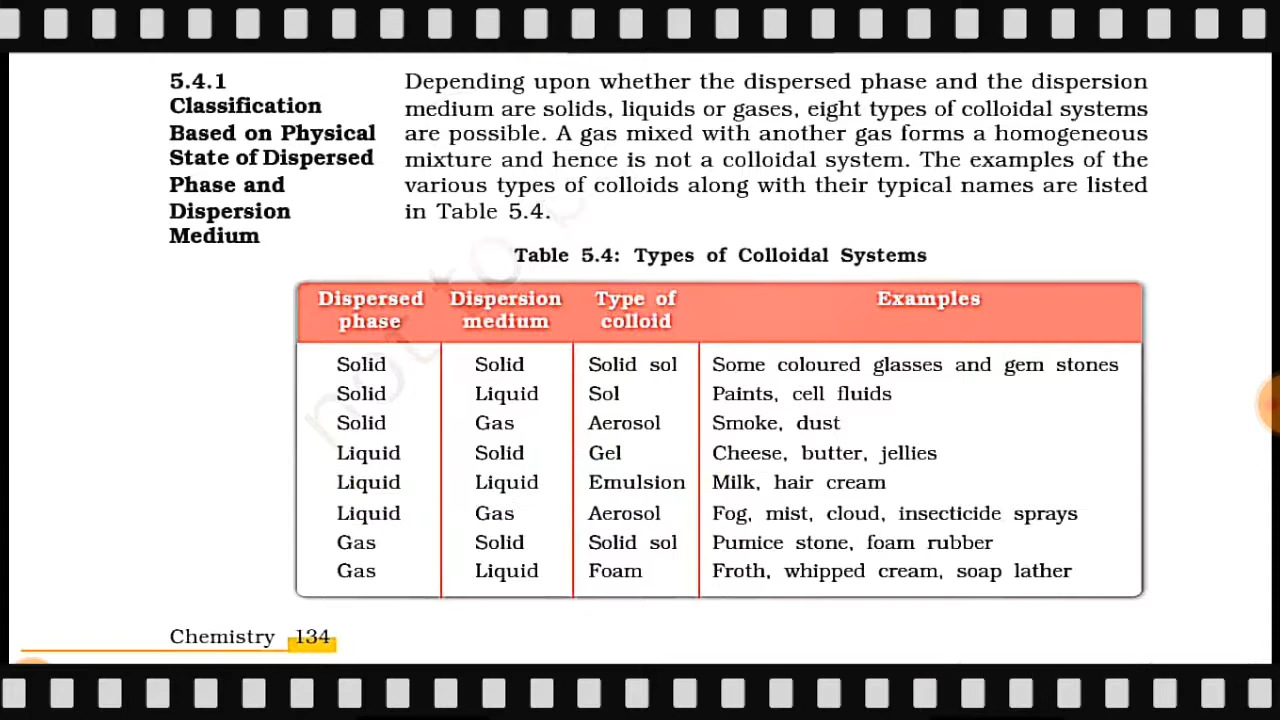 5.4.1
Classification
Based on Physical
State of Dispersed
Phase and
Dispersion
Medium
Depending upon whether the dispersed phase and the dispersion
medium are solids, liquids or gases, eight types of colloidal systems
are possible. A gas mixed with another gas forms a homogeneous
mixture and hence is not a colloidal system. The examples of the
various types of colloids along with their typical names are listed
in Table 5.4.
Table 5.4: Types of Colloidal Systems
Dispersed phase Dispersion medium Type of colloid Examples
Solid Solid Solid sol Some coloured glasses and gem stones
Solid Liquid Sol Paints, cell fluids
Solid Gas Aerosol Smoke, dust
Liquid Solid Gel Cheese, butter, jellies
Liquid Liquid Emulsion Milk, hair cream
Liquid Gas Aerosol Fog, mist, cloud, insecticide sprays
Gas Solid Solid sol Pumice stone, foam rubber
Gas Liquid Foam Froth, whipped cream, soap lather
Chemistry 134
not to